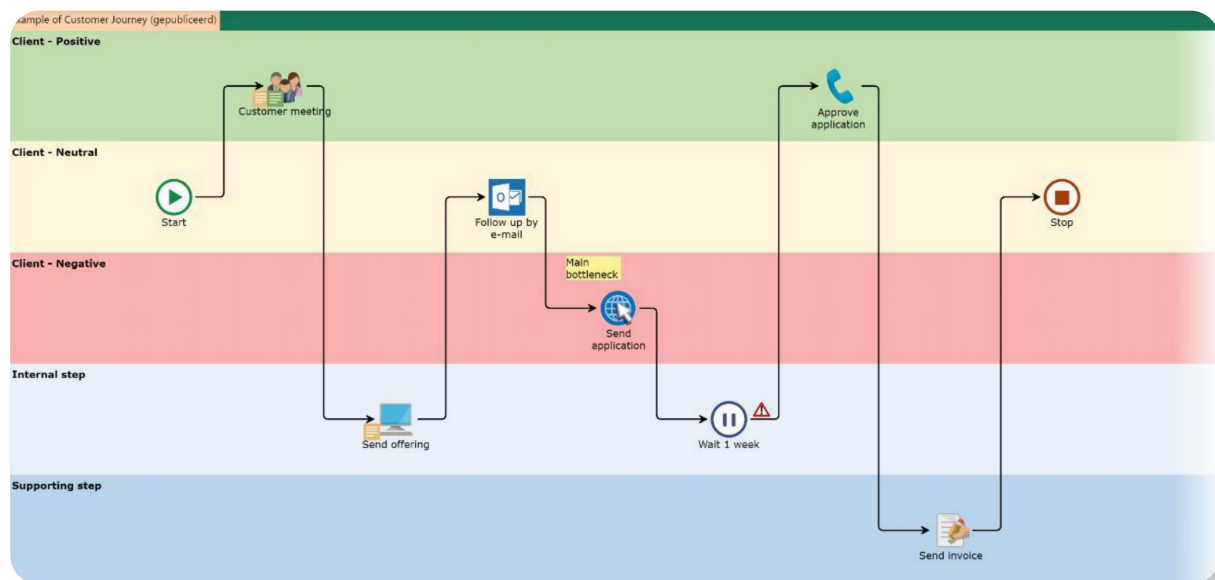 xample of Customer Journey (gepubliceerd)
Client - Positive
Customer meeting
Approve
application
Client - Neutral
Start
Follow up by
e-mail
Stop
Client - Negative
Main
bottleneck
Send
application
Internal step
Send offering
Wait 1 week
Supporting step
Send invoice